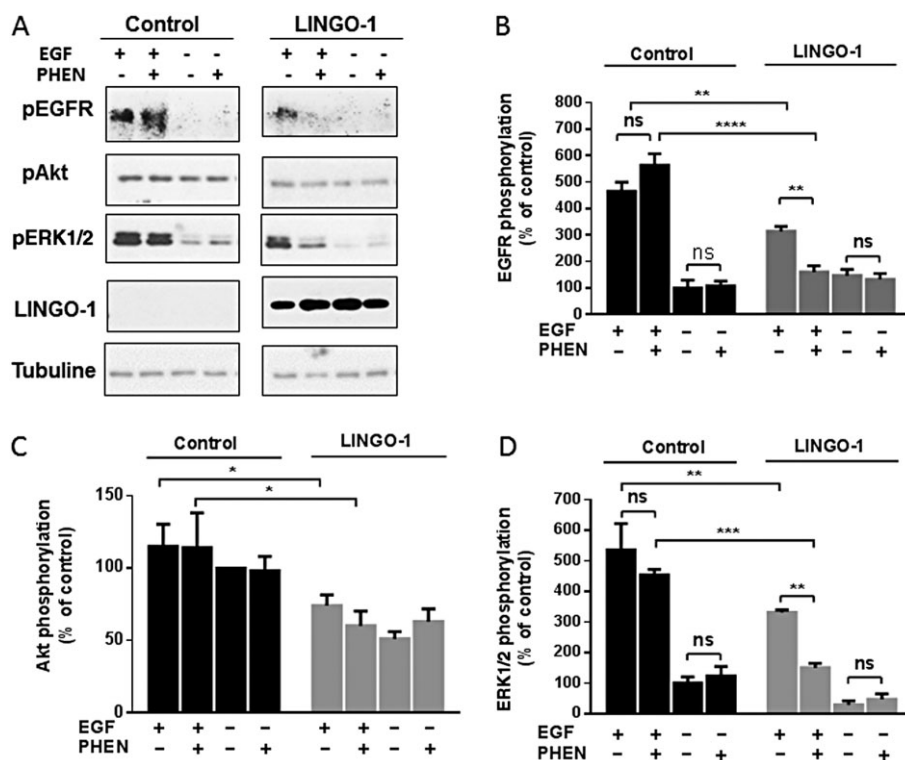 A
Control LINGO-1
EGF + + - - + + - -
PHEN - + - + - + - +
pEGFR
pAkt
pERK1/2
LINGO-1
Tubuline
B
Control LINGO-1
** 
ns ****
**
ns ns
800
700
600
500
400
300
200
100
0
EGFR phosphorylation
(% of control)
EGF + + – – + + – –
PHEN – + – + – + – +
C
Control LINGO-1
*
*
150
100
50
0
Akt phosphorylation
(% of control)
EGF + + – – + + – –
PHEN – + – + – + – +
D
Control LINGO-1
**
ns ***
**
ns ns
700
600
500
400
300
200
100
0
ERK1/2 phosphorylation
(% of control)
EGF + + – – + + – –
PHEN – + – + – + – +